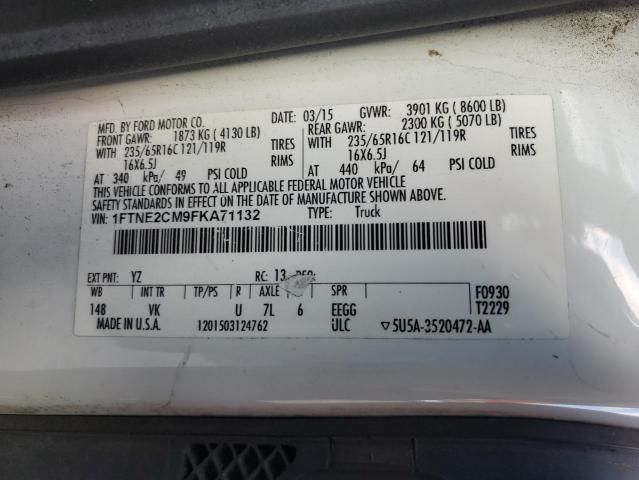 MFD. BY FORD MOTOR CO. DATE: 03/15 GVWR: 3901 KG ( 8600 LB)
FRONT GAWR: 1873 KG ( 4130 LB) REAR GAWR: 2300 KG ( 5070 LB)
WITH 235/65R16C 121/119R TIRES WITH 235/65R16C 121/119R TIRES
16X6.5J RIMS 16X6.5J RIMS
AT 340 kPa/ 49 PSI COLD AT 440 kPa/ 64 PSI COLD
THIS VEHICLE CONFORMS TO ALL APPLICABLE FEDERAL MOTOR VEHICLE
SAFETY STANDARDS IN EFFECT ON THE DATE OF MANUFACTURE SHOWN ABOVE.
VIN: 1FTNE2CM9FKA71132 TYPE: Truck
EXT PNT: YZ RC: 13
WB INT TR TP/PS R AXLE SPR F0930
148 VK U 7L 6 EEGG T2229
MADE IN U.S.A. 1201503124762 ULC ▽5U5A-3520472-AA